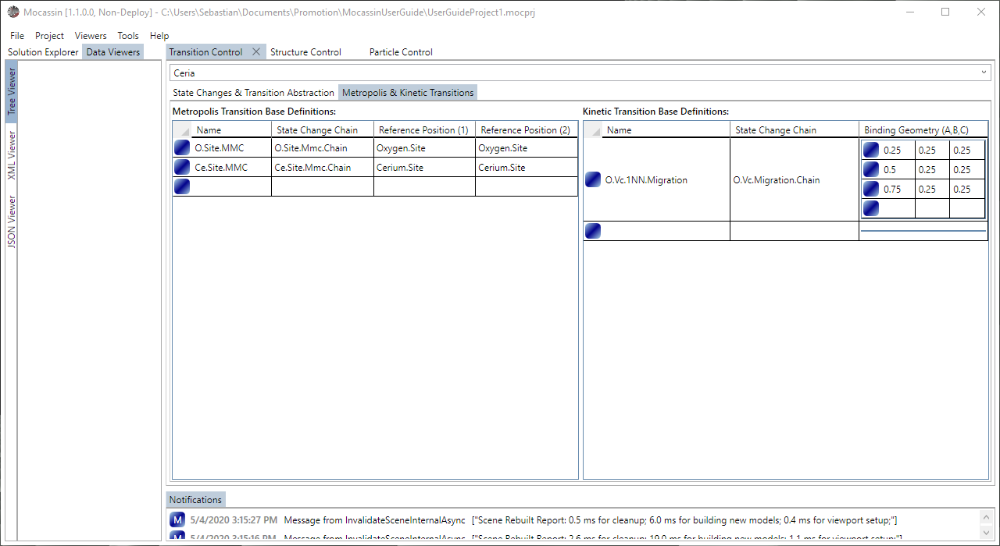 Mocassin [1.1.0.0, Non-Deploy] - C:\Users\Sebastian\Documents\Promotion\MocassinUserGuide\UserGuideProject1.mocprj
File Project Viewers Tools Help
Solution Explorer Data Viewers Transition Control Structure Control Particle Control
Tree Viewer
XML Viewer
JSON Viewer
Ceria
State Changes & Transition Abstraction Metropolis & Kinetic Transitions
Metropolis Transition Base Definitions:
Name State Change Chain Reference Position (1) Reference Position (2)
O.Site.MMC O.Site.Mmc.Chain Oxygen.Site Oxygen.Site
Ce.Site.MMC Ce.Site.Mmc.Chain Cerium.Site Cerium.Site
Kinetic Transition Base Definitions:
Name State Change Chain Binding Geometry (A,B,C)
O.Vc.1NN.Migration O.Vc.Migration.Chain
0.25 0.25 0.25
0.5 0.25 0.25
0.75 0.25 0.25
Notifications
M 5/4/2020 3:15:27 PM Message from InvalidateSceneInternalAsync ["Scene Rebuilt Report: 0.5 ms for cleanup; 6.0 ms for building new models; 0.4 ms for viewport setup;"]
M 5/4/2020 3:15:16 PM Message from InvalidateSceneInternalAsync ["Scene Rebuilt Report: 2.6 ms for cleanup; 19.0 ms for building new models; 1.1 ms for viewport setup;"]